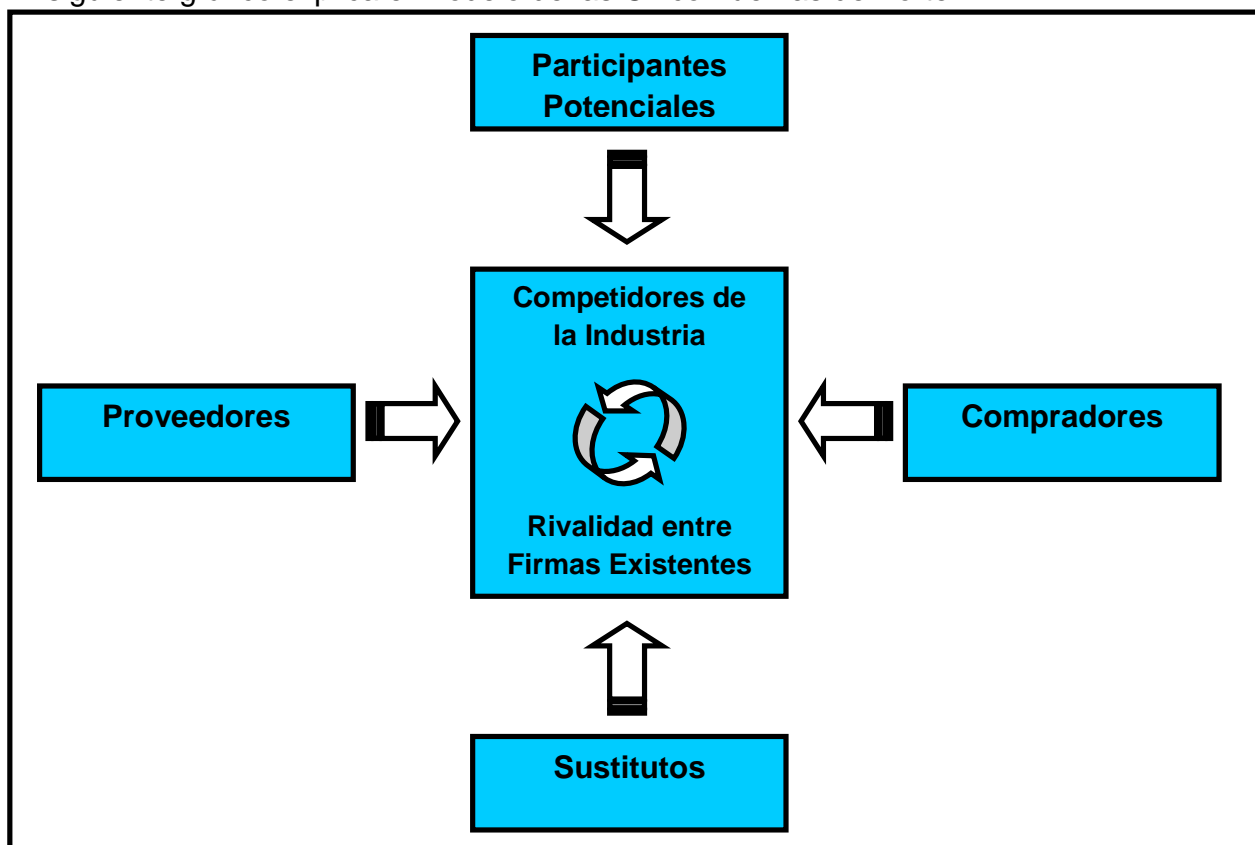 Participantes
Potenciales
Competidores de
la Industria
Proveedores
Compradores
Rivalidad entre
Firmas Existentes
Sustitutos